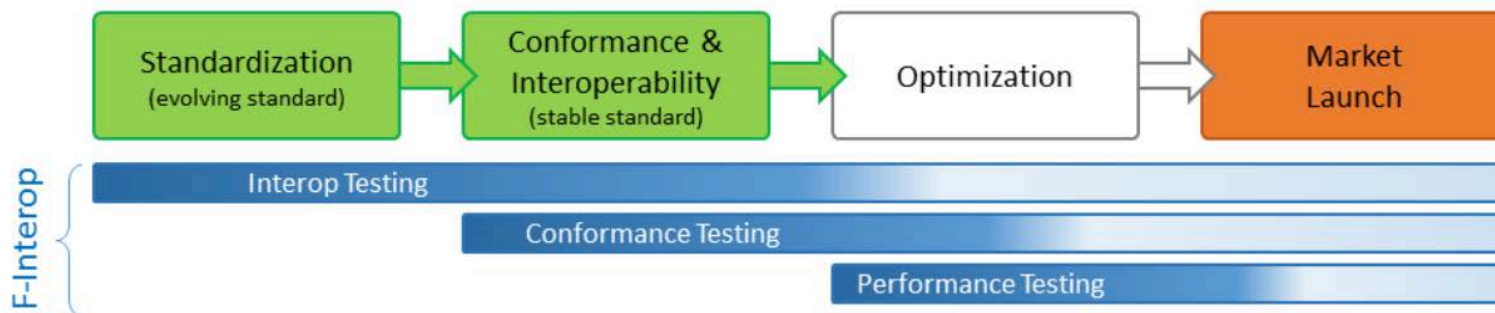 Standardization
(evolving standard)
Conformance &
Interoperability
(stable standard)
Optimization
Market
Launch
F-Interop
Interop Testing
Conformance Testing
Performance Testing